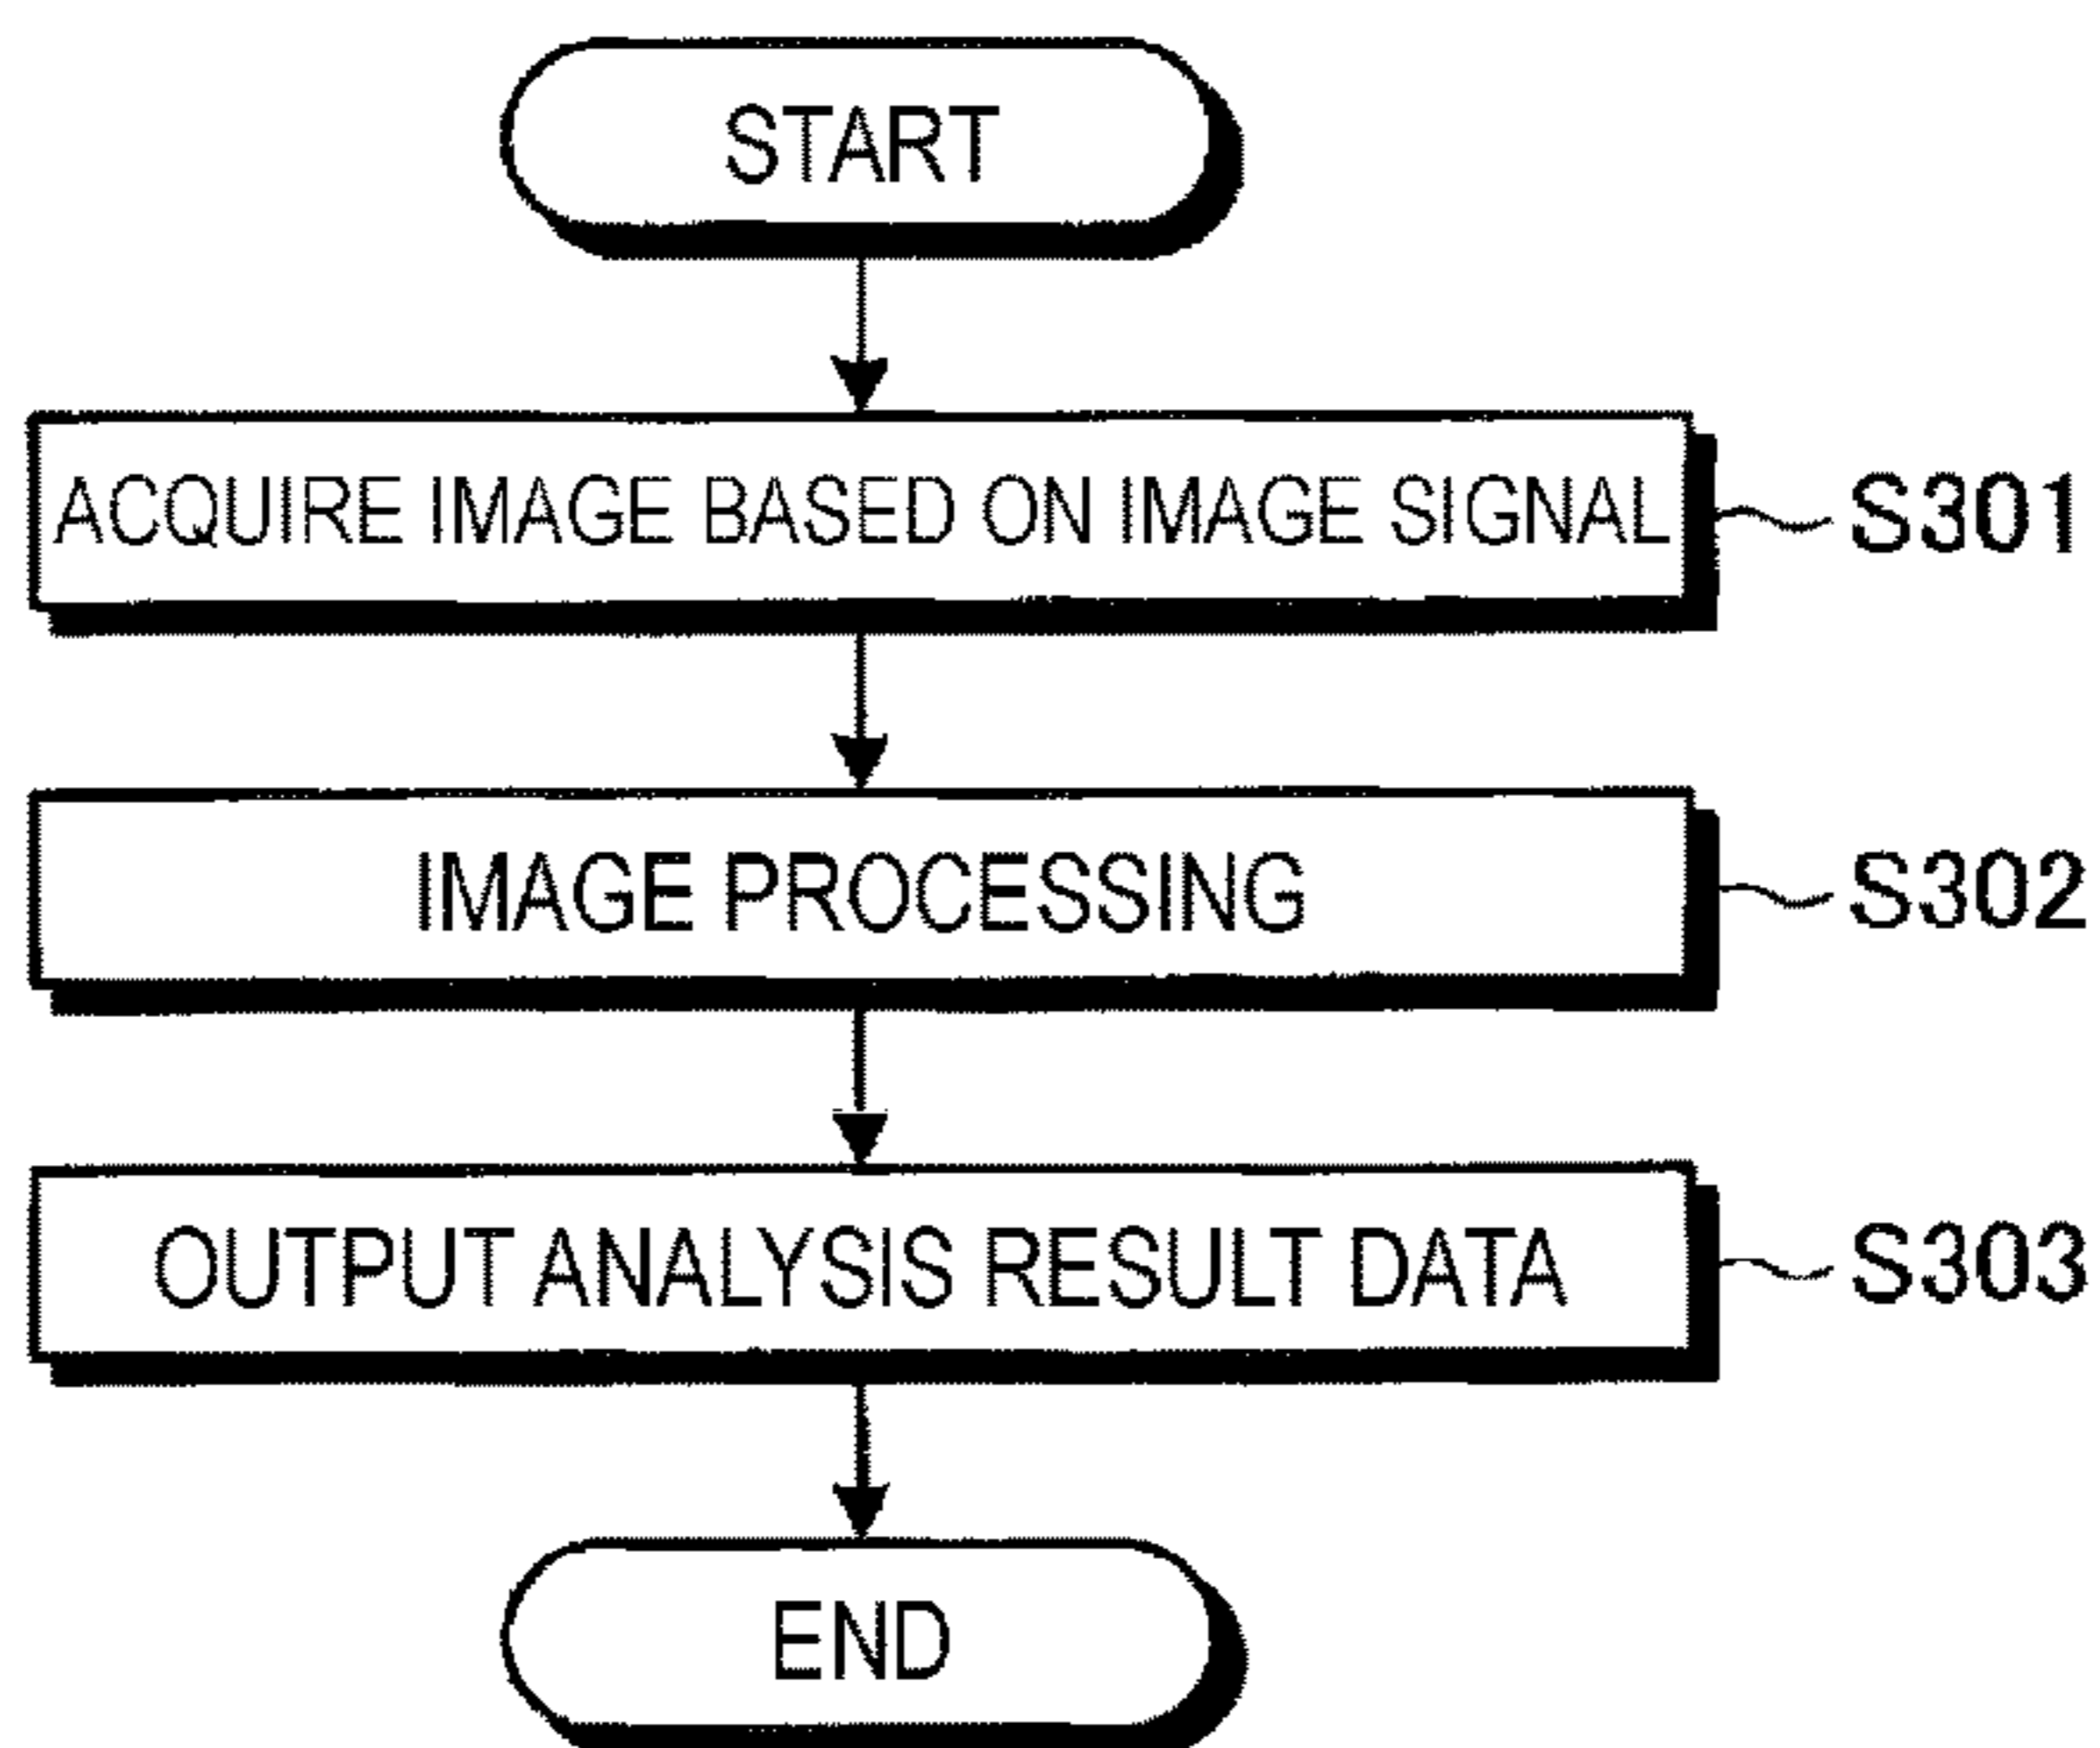 START
ACQUIRE IMAGE BASED ON IMAGE SIGNAL
S301
IMAGE PROCESSING
S302
OUTPUT ANALYSIS RESULT DATA
S303
END